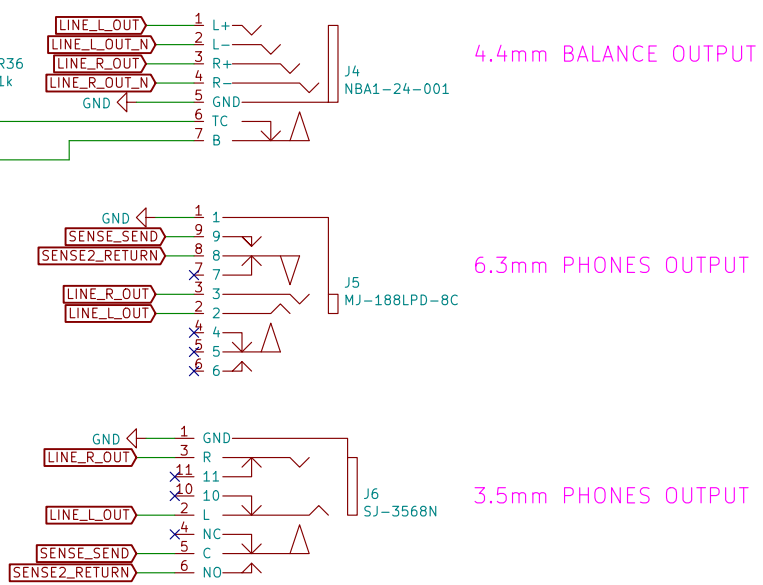 1 L+
LINE_L_OUT
2 L-
LINE_L_OUT_N
4.4mm BALANCE OUTPUT
R36
LINE_R_OUT
3 R+
1k
LINE_R_OUT_N
4 R-
J4
NBA1-24-001
GND
5 GND
6 TC
7 B
GND
1 1
SENSE_SEND
9 9
SENSE2_RETURN
8 8
6.3mm PHONES OUTPUT
7 7
J5
LINE_R_OUT
3 3
MJ-188LPD-8C
LINE_L_OUT
2 2
4 4
5 5
6 6
GND
1 GND
LINE_R_OUT
3 R
11 11
10 10
J6
3.5mm PHONES OUTPUT
LINE_L_OUT
2 L
SJ-3568N
4 NC
SENSE_SEND
5 C
SENSE2_RETURN
6 NO